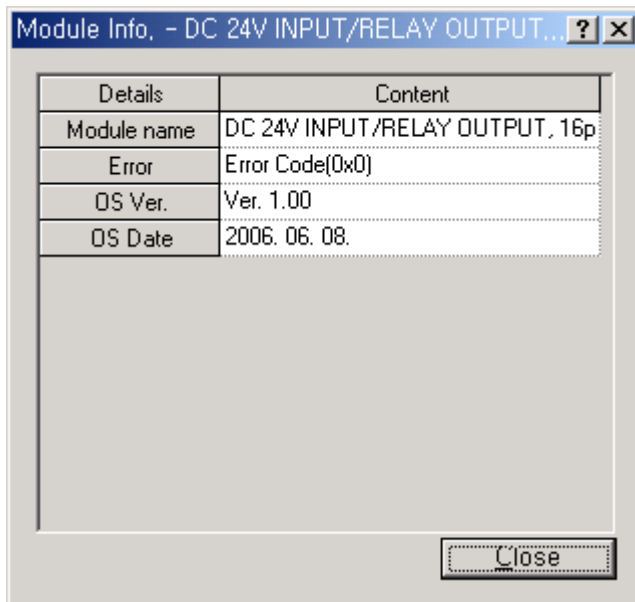 Module Info. - DC 24V INPUT/RELAY OUTPUT...
Details Content
Module name DC 24V INPUT/RELAY OUTPUT, 16p
Error Error Code(0x0)
OS Ver. Ver. 1.00
OS Date 2006. 06. 08.
Close